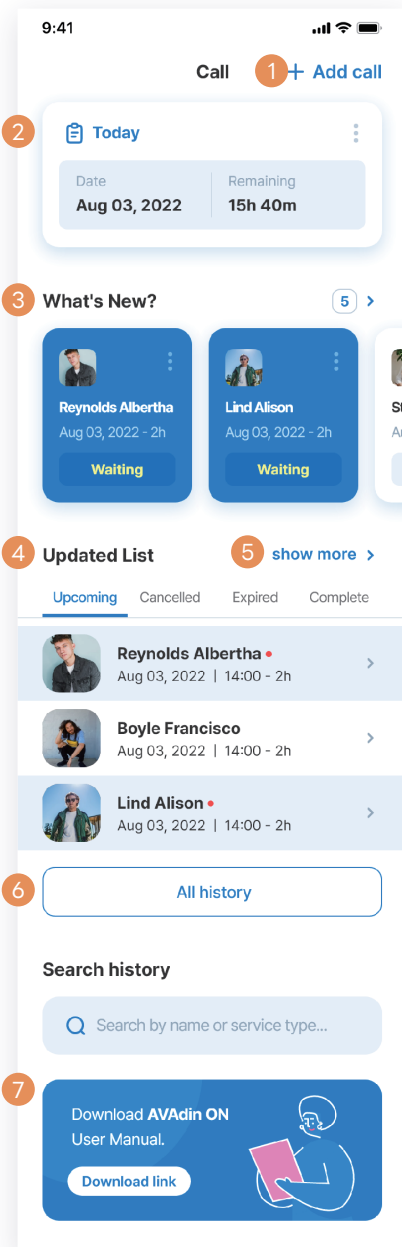 9:41
Call
1
+ Add call
2
Today
Date
Remaining
Aug 03, 2022
15h 40m
3
What's New?
5
Reynolds Albertha
Aug 03, 2022 - 2h
Waiting
Lind Alison
Aug 03, 2022 - 2h
Waiting
4
Updated List
5
show more
Upcoming
Cancelled
Expired
Complete
Reynolds Albertha
Aug 03, 2022 | 14:00 - 2h
Boyle Francisco
Aug 03, 2022 | 14:00 - 2h
Lind Alison
Aug 03, 2022 | 14:00 - 2h
6
All history
Search history
Search by name or service type...
7
Download AVAdin ON
User Manual.
Download link